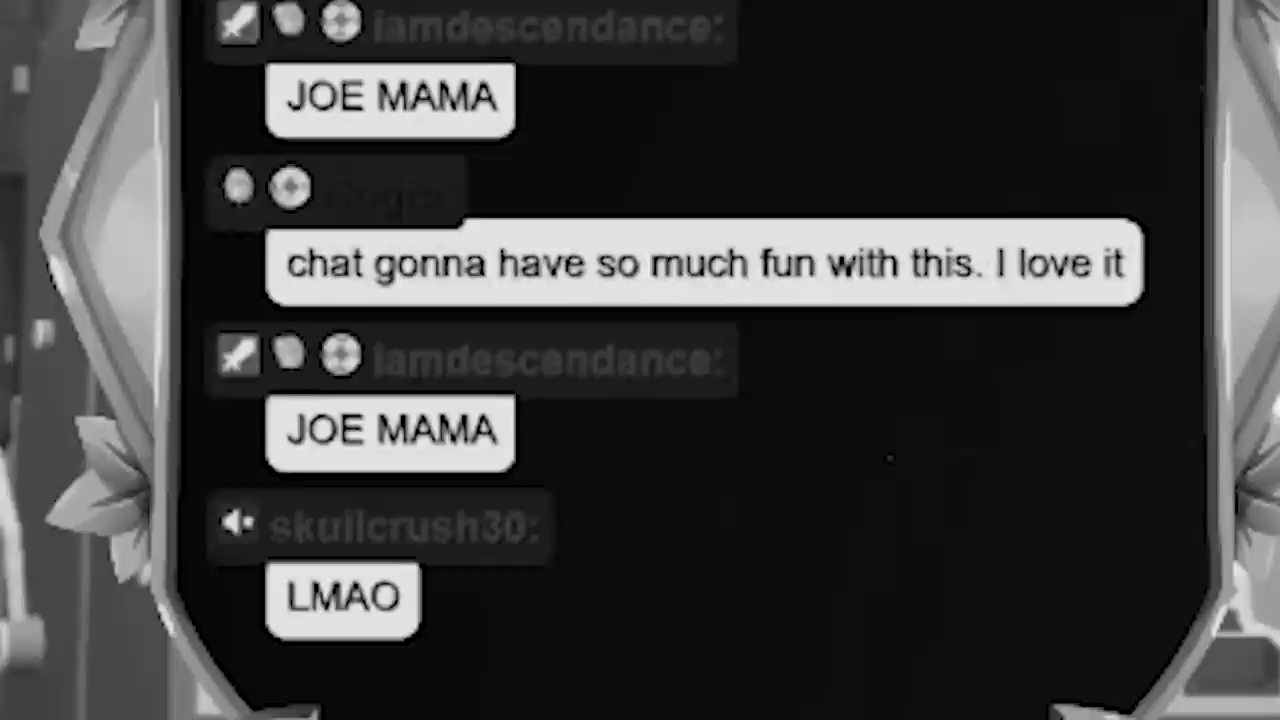 iamdescendance:
JOE MAMA
chat gonna have so much fun with this. I love it
iamdescendance:
JOE MAMA
skullcrush30:
LMAO